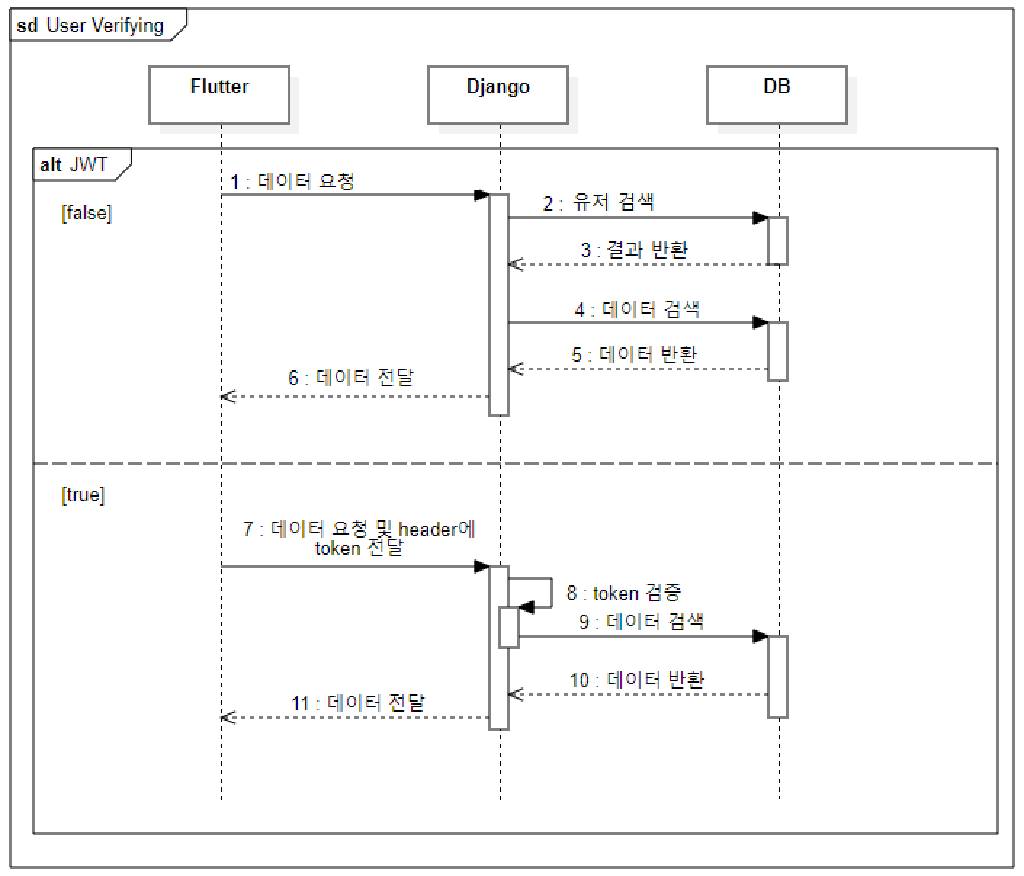 sd User Verifying
Flutter
Django
DB
alt JWT
[false]
1 : 데이터 요청
2 : 유저 검색
3 : 결과 반환
4 : 데이터 검색
5 : 데이터 반환
6 : 데이터 전달
[true]
7 : 데이터 요청 및 header에
token 전달
8 : token 검증
9 : 데이터 검색
10 : 데이터 반환
11 : 데이터 전달